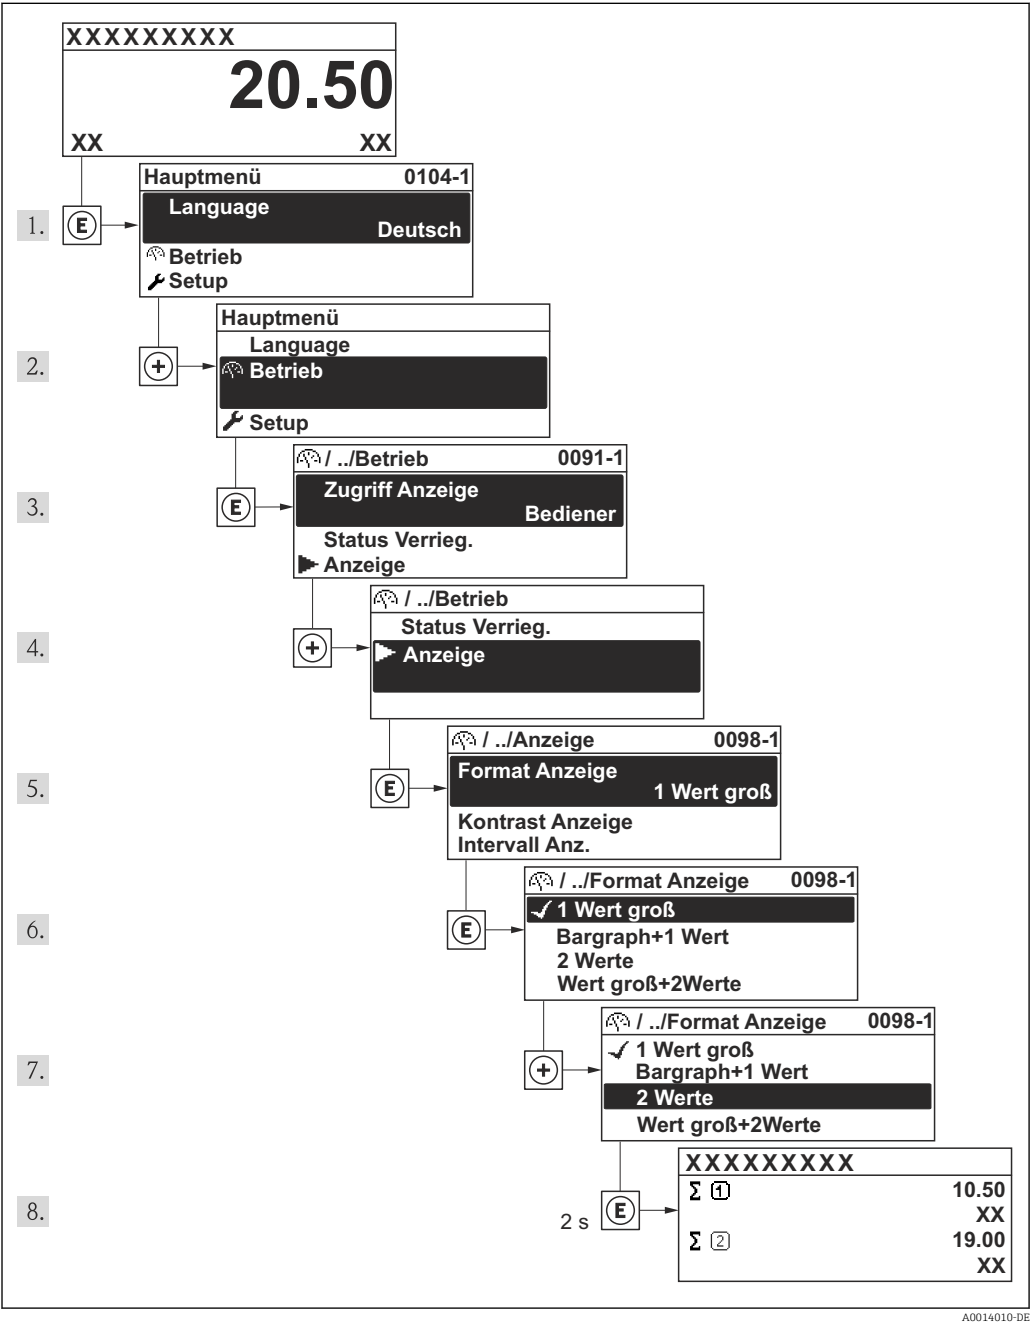 XXXXXXXXX
20.50
XX XX
Hauptmenü 0104-1
Language
Deutsch
Betrieb
Setup
1. E
Hauptmenü
Language
Betrieb
Setup
2. +
/ ../Betrieb 0091-1
Zugriff Anzeige
Bediener
Status Verrieg.
Anzeige
3. E
/ ../Betrieb
Status Verrieg.
Anzeige
4. +
/ ../Anzeige 0098-1
Format Anzeige
1 Wert groß
Kontrast Anzeige
Intervall Anz.
5. E
/ ../Format Anzeige 0098-1
1 Wert groß
Bargraph+1 Wert
2 Werte
Wert groß+2Werte
6. E
/ ../Format Anzeige 0098-1
1 Wert groß
Bargraph+1 Wert
2 Werte
Wert groß+2Werte
7. +
XXXXXXXXX
Σ 1 10.50
XX
Σ 2 19.00
XX
8. 2 s E
A0014010-DE